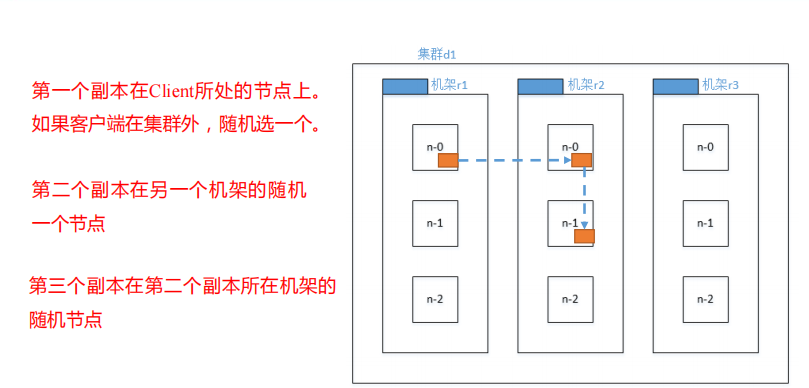 第一个副本在Client所处的节点上。
如果客户端在集群外，随机选一个。
第二个副本在另一个机架的随机
一个节点
第三个副本在第二个副本所在机架的
随机节点
集群d1
机架r1
机架r2
机架r3
n-0
n-0
n-0
n-1
n-1
n-1
n-2
n-2
n-2